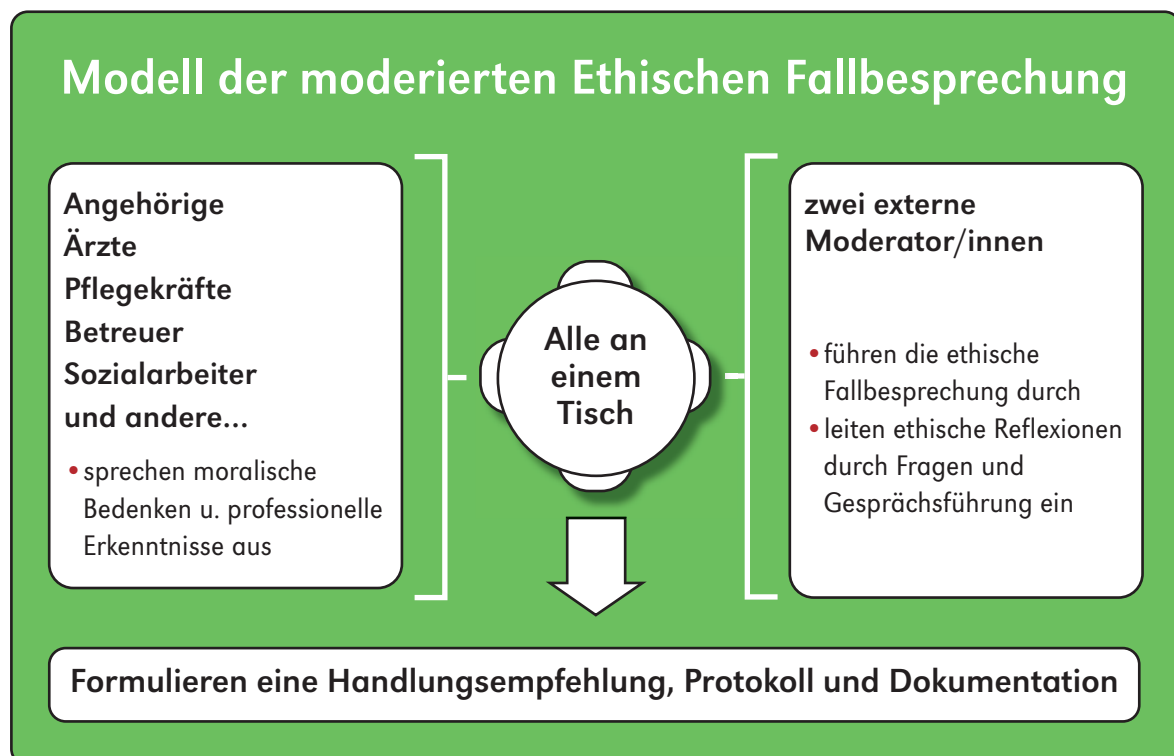 Modell der moderierten Ethischen Fallbesprechung
Angehörige
Ärzte
Pflegekräfte
Betreuer
Sozialarbeiter
und andere...
• sprechen moralische
Bedenken u. professionelle
Erkenntnisse aus
Alle an
einem
Tisch
zwei externe
Moderator/innen
• führen die ethische
Fallbesprechung durch
• leiten ethische Reflexionen
durch Fragen und
Gesprächsführung ein
Formulieren eine Handlungsempfehlung, Protokoll und Dokumentation